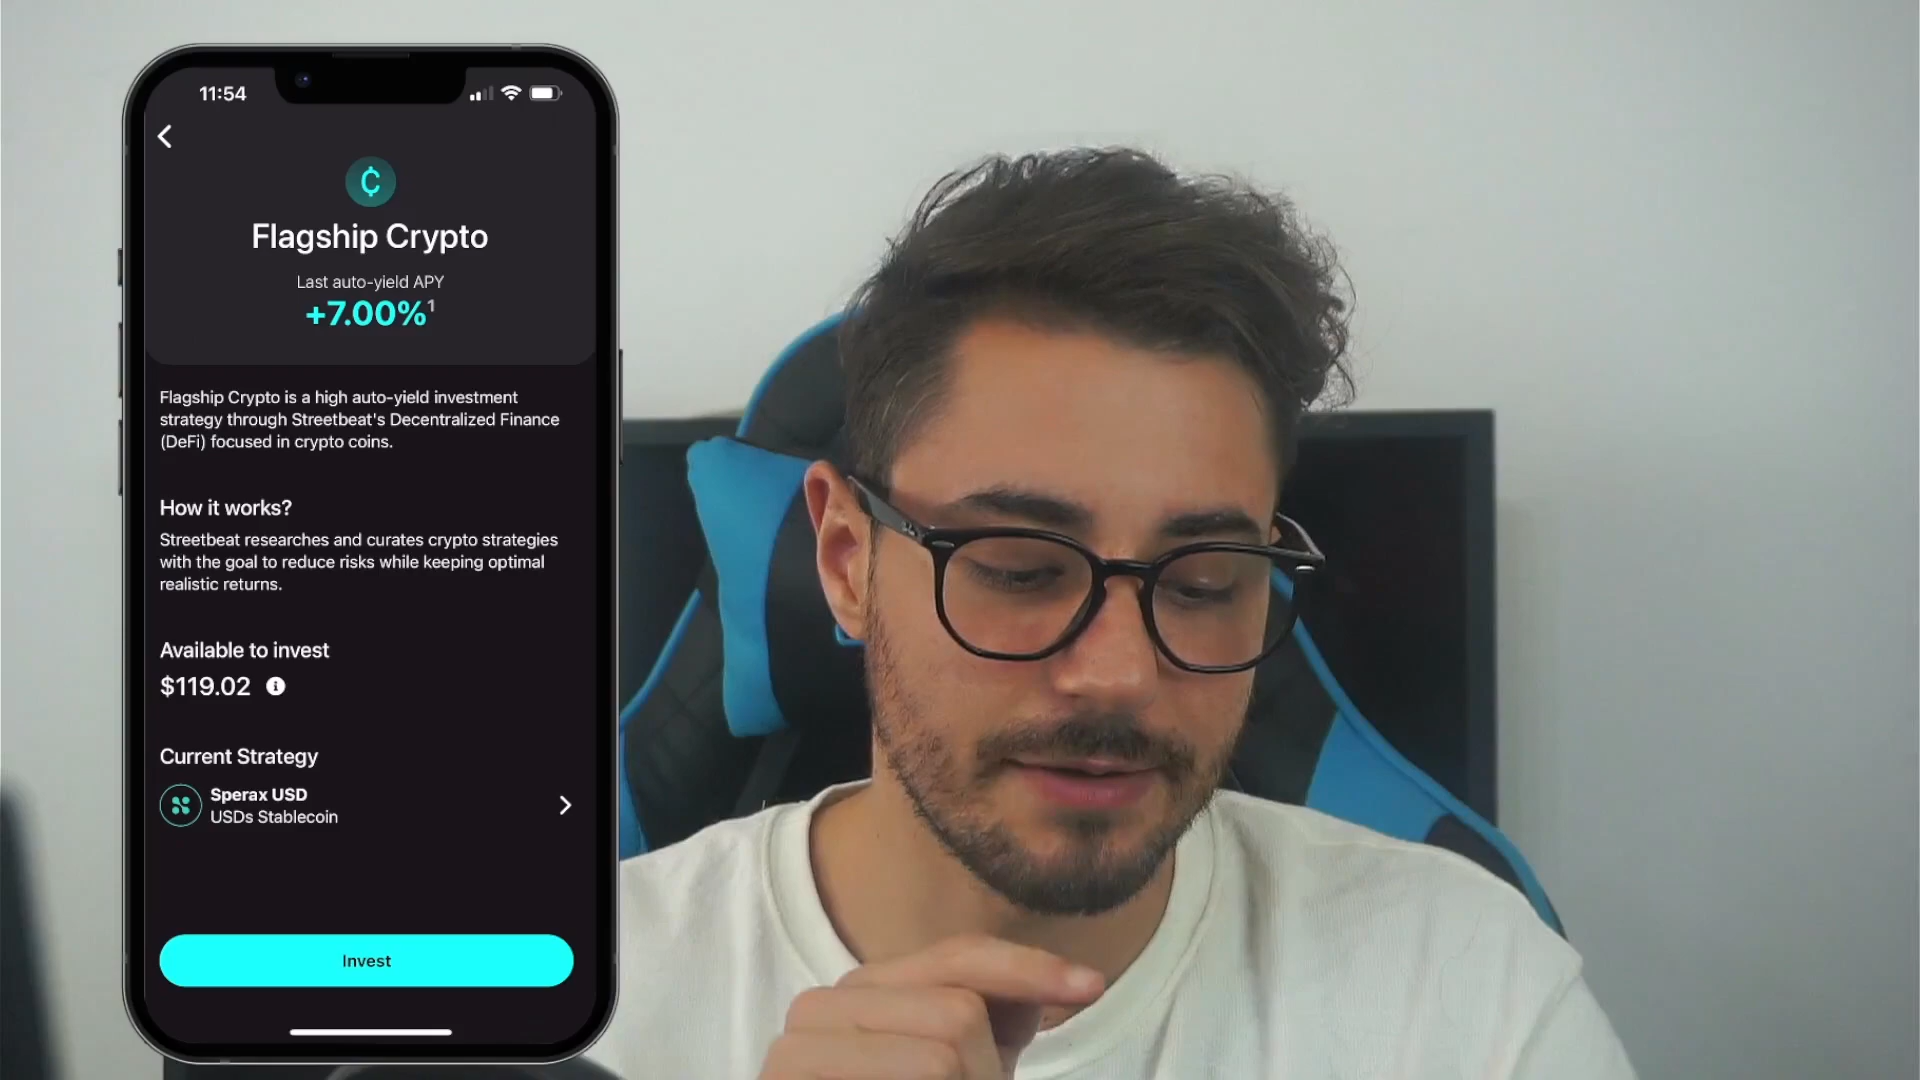 11:54
₵
Flagship Crypto
Last auto-yield APY
+7.00%¹
Flagship Crypto is a high auto-yield investment
strategy through Streetbeat's Decentralized Finance
(DeFi) focused in crypto coins.
How it works?
Streetbeat researches and curates crypto strategies
with the goal to reduce risks while keeping optimal
realistic returns.
Available to invest
$119.02
Current Strategy
Sperax USD
USDs Stablecoin
Invest